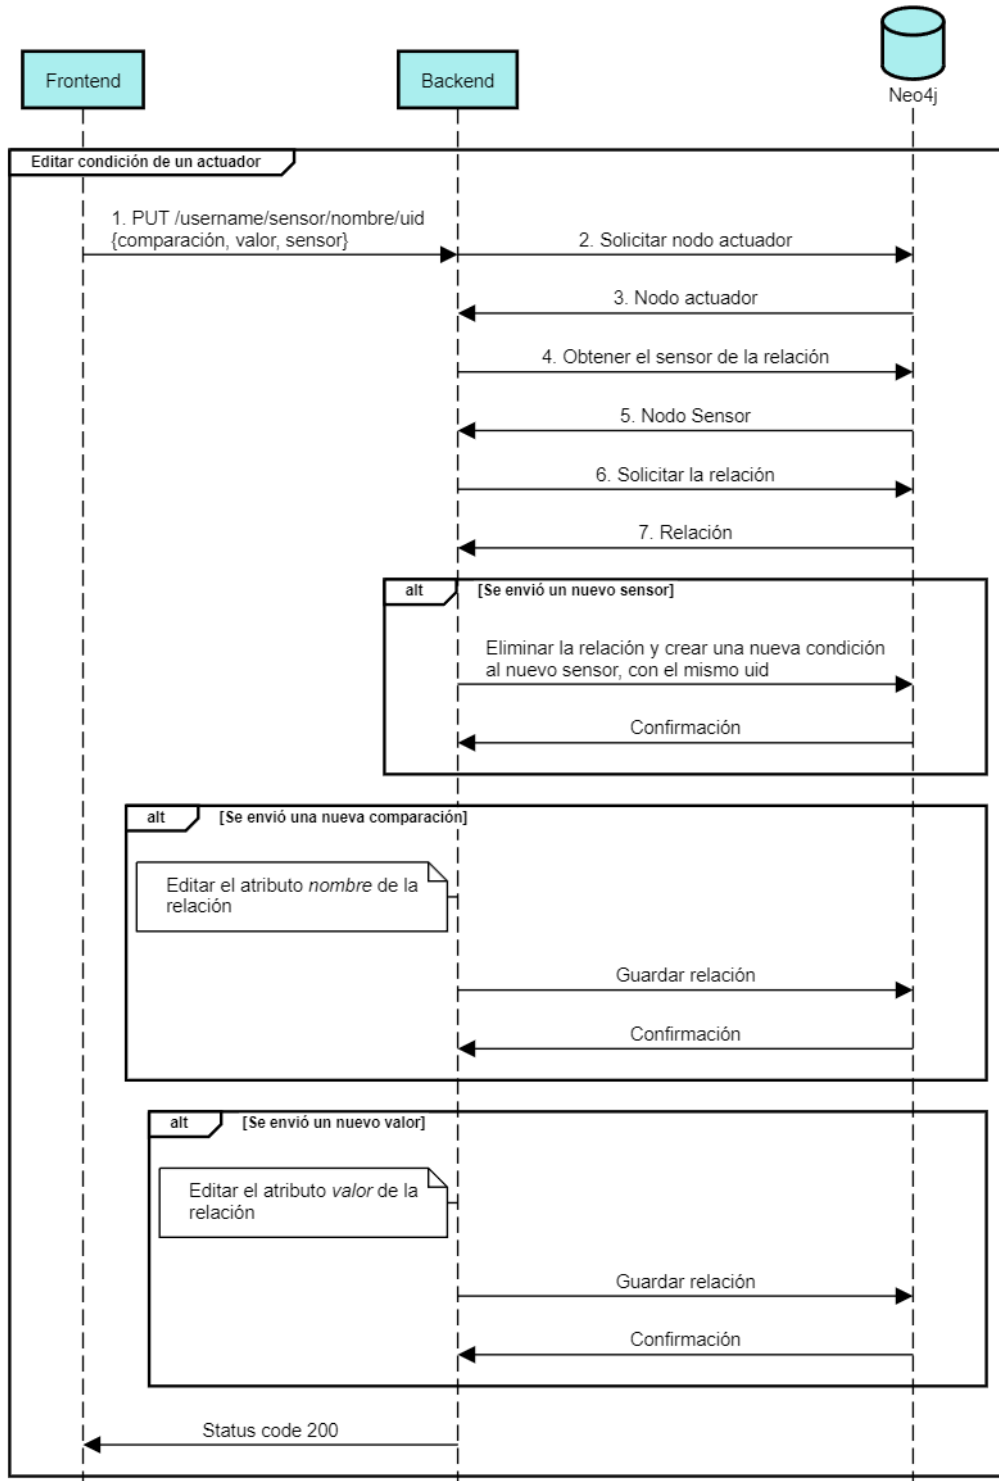 Frontend
Backend
Neo4j
Editar condición de un actuador
1. PUT /username/sensor/nombre/uid
{comparación, valor, sensor}
2. Solicitar nodo actuador
3. Nodo actuador
4. Obtener el sensor de la relación
5. Nodo Sensor
6. Solicitar la relación
7. Relación
alt
[Se envió un nuevo sensor]
Eliminar la relación y crear una nueva condición
al nuevo sensor, con el mismo uid
Confirmación
alt
[Se envió una nueva comparación]
Editar el atributo nombre de la
relación
Guardar relación
Confirmación
alt
[Se envió un nuevo valor]
Editar el atributo valor de la
relación
Guardar relación
Confirmación
Status code 200